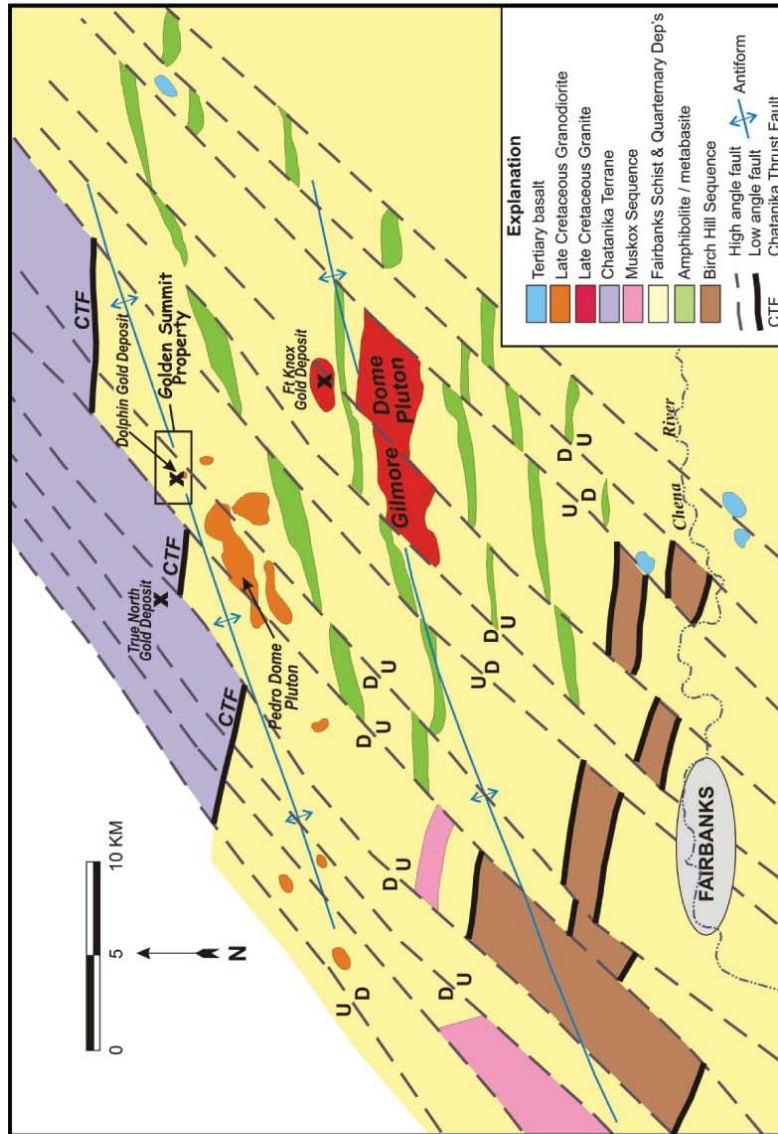 CTF
Dolphin Gold Deposit
Golden Summit
Property
True North
Gold Deposit
CTF
CTF
Ft Knox
Gold Deposit
Pedro Dome
Pluton
Gilmore
Dome
Pluton
0 5 10 KM
N
U
D
D
U
D
U
D
U
D
U
U
D
D
U
U
D
D
U
Chena
River
FAIRBANKS
Explanation
Tertiary basalt
Late Cretaceous Granodiorite
Late Cretaceous Granite
Chatanika Terrane
Muskox Sequence
Fairbanks Schist & Quarternary Dep's
Amphibolite / metabasite
Birch Hill Sequence
High angle fault
Antiform
Low angle fault
CTF Chatanika Thrust Fault